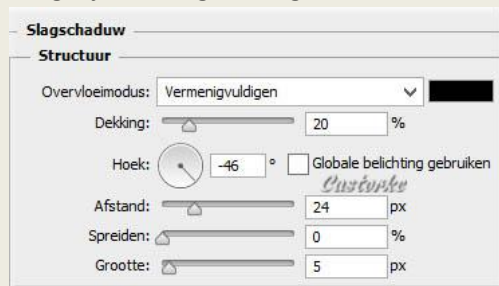 Slagschaduw
Structuur
Overvloeimodus: Vermenigvuldigen
Dekking: 20 %
Hoek: -46 ° Globale belichting gebruiken
Custorke
Afstand: 24 px
Spreiden: 0 %
Grootte: 5 px